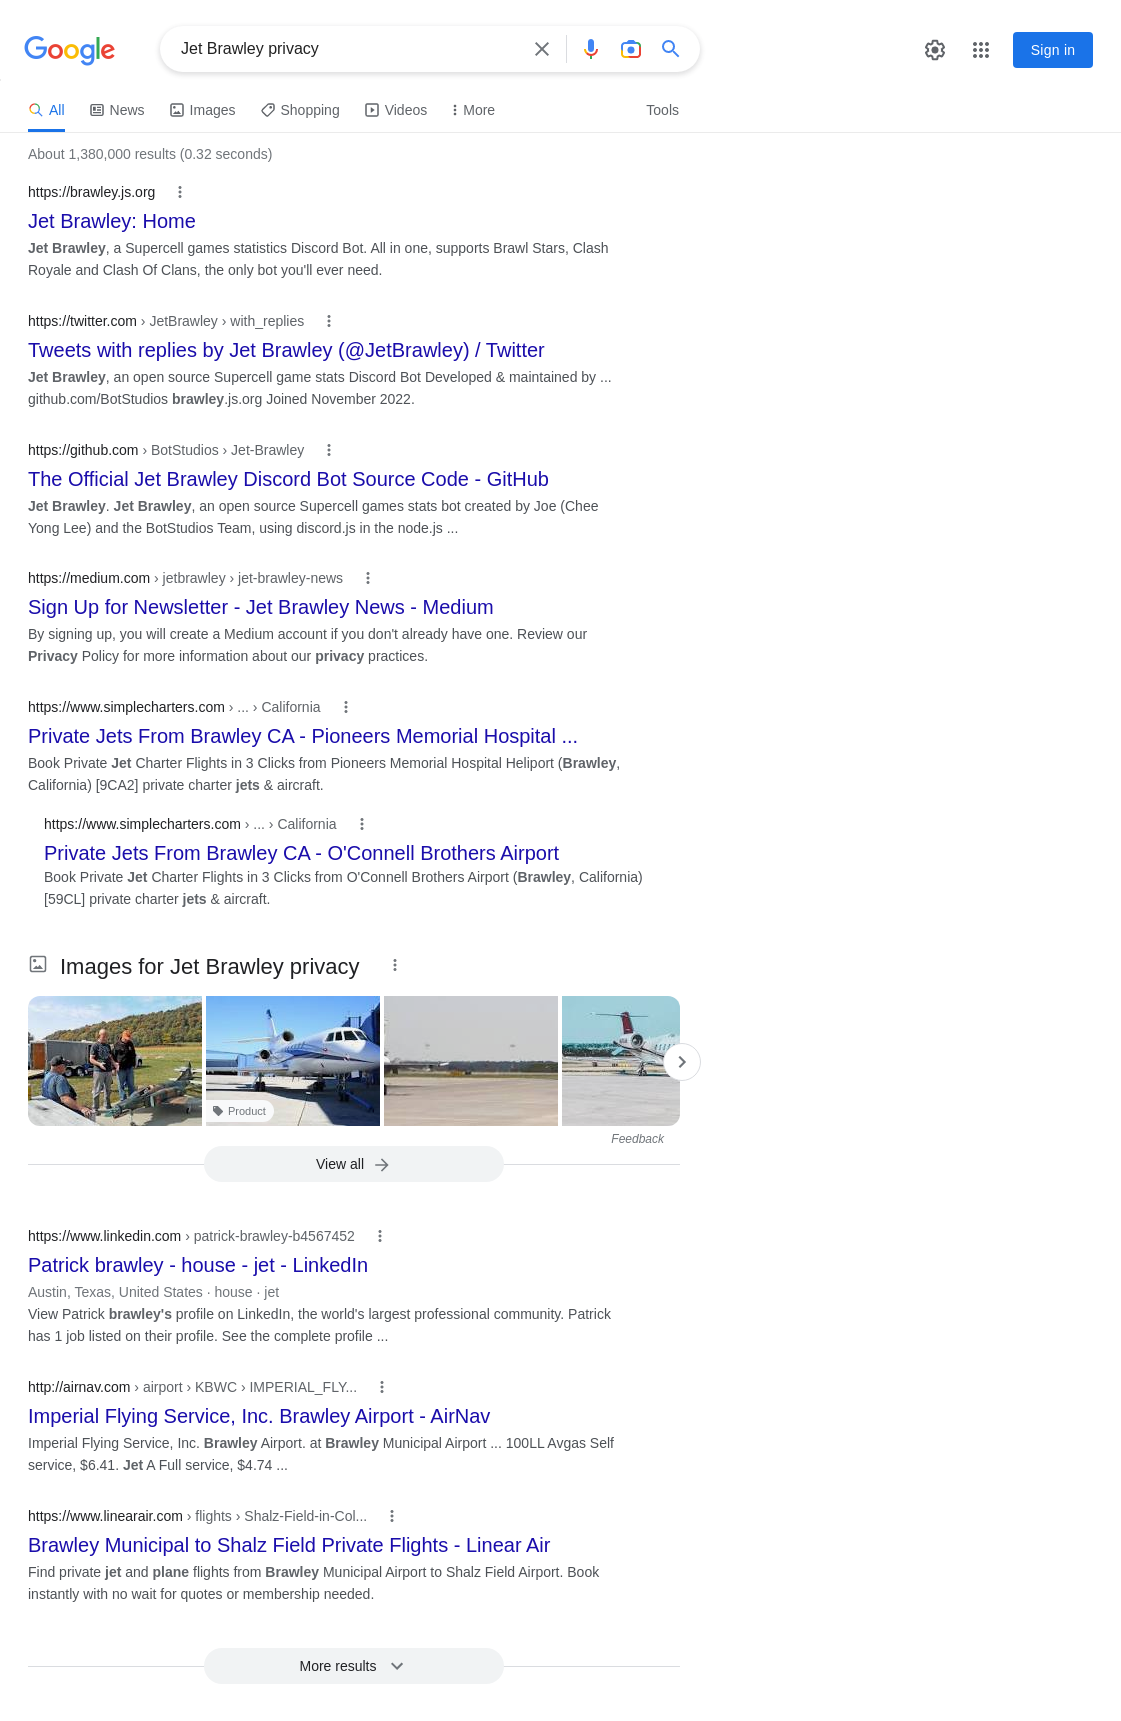 Google
Jet Brawley privacy
Sign in
All
News
Images
Shopping
Videos
More
Tools
About 1,380,000 results (0.32 seconds)
https://brawley.js.org
Jet Brawley: Home
Jet Brawley, a Supercell games statistics Discord Bot. All in one, supports Brawl Stars, Clash
Royale and Clash Of Clans, the only bot you'll ever need.
https://twitter.com › JetBrawley › with_replies
Tweets with replies by Jet Brawley (@JetBrawley) / Twitter
Jet Brawley, an open source Supercell game stats Discord Bot Developed & maintained by ...
github.com/BotStudios brawley.js.org Joined November 2022.
https://github.com › BotStudios › Jet-Brawley
The Official Jet Brawley Discord Bot Source Code - GitHub
Jet Brawley. Jet Brawley, an open source Supercell games stats bot created by Joe (Chee
Yong Lee) and the BotStudios Team, using discord.js in the node.js ...
https://medium.com › jetbrawley › jet-brawley-news
Sign Up for Newsletter - Jet Brawley News - Medium
By signing up, you will create a Medium account if you don't already have one. Review our
Privacy Policy for more information about our privacy practices.
https://www.simplecharters.com › ... › California
Private Jets From Brawley CA - Pioneers Memorial Hospital ...
Book Private Jet Charter Flights in 3 Clicks from Pioneers Memorial Hospital Heliport (Brawley,
California) [9CA2] private charter jets & aircraft.
https://www.simplecharters.com › ... › California
Private Jets From Brawley CA - O'Connell Brothers Airport
Book Private Jet Charter Flights in 3 Clicks from O'Connell Brothers Airport (Brawley, California)
[59CL] private charter jets & aircraft.
Images for Jet Brawley privacy
Product
Feedback
View all
https://www.linkedin.com › patrick-brawley-b4567452
Patrick brawley - house - jet - LinkedIn
Austin, Texas, United States · house · jet
View Patrick brawley's profile on LinkedIn, the world's largest professional community. Patrick
has 1 job listed on their profile. See the complete profile ...
http://airnav.com › airport › KBWC › IMPERIAL_FLY...
Imperial Flying Service, Inc. Brawley Airport - AirNav
Imperial Flying Service, Inc. Brawley Airport. at Brawley Municipal Airport ... 100LL Avgas Self
service, $6.41. Jet A Full service, $4.74 ...
https://www.linearair.com › flights › Shalz-Field-in-Col...
Brawley Municipal to Shalz Field Private Flights - Linear Air
Find private jet and plane flights from Brawley Municipal Airport to Shalz Field Airport. Book
instantly with no wait for quotes or membership needed.
More results